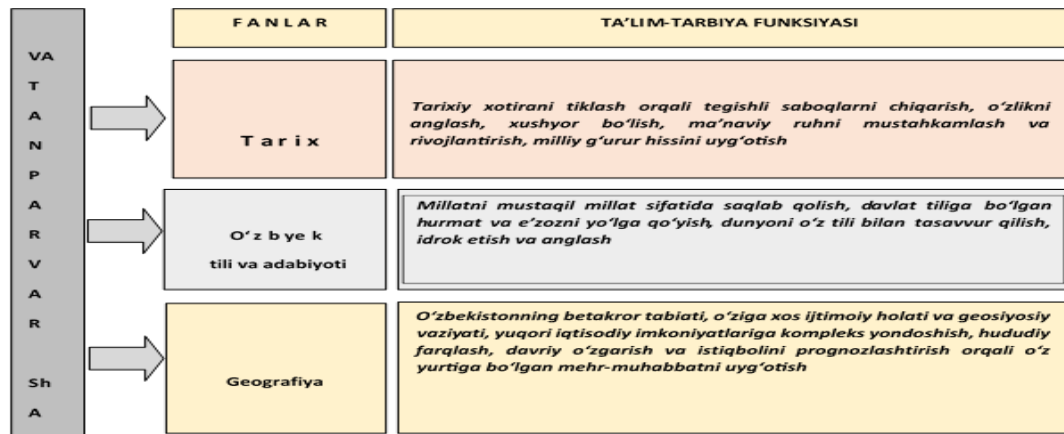 VA
T
A
N
P
A
R
V
A
R
Sh
A
F A N L A R
TA’LIM-TARBIYA FUNKSIYASI
T a r i x
Tarixiy xotirani tiklash orqali tegishli saboqlarni chiqarish, o‘zlikni
anglash, xushyor bo‘lish, ma’naviy ruhni mustahkamlash va
rivojlantirish, milliy g‘urur hissini uyg‘otish
O‘ z b ye k
tili va adabiyoti
Millatni mustaqil millat sifatida saqlab qolish, davlat tiliga bo‘lgan
hurmat va e’zozni yo‘lga qo‘yish, dunyoni o‘z tili bilan tasavvur qilish,
idrok etish va anglash
Geografiya
O‘zbekistonning betakror tabiati, o‘ziga xos ijtimoiy holati va geosiyosiy
vaziyati, yuqori iqtisodiy imkoniyatlariga kompleks yondoshish, hududiy
farqlash, davriy o‘zgarish va istiqbolini prognozlashtirish orqali o‘z
yurtiga bo‘lgan mehr-muhabbatni uyg‘otish